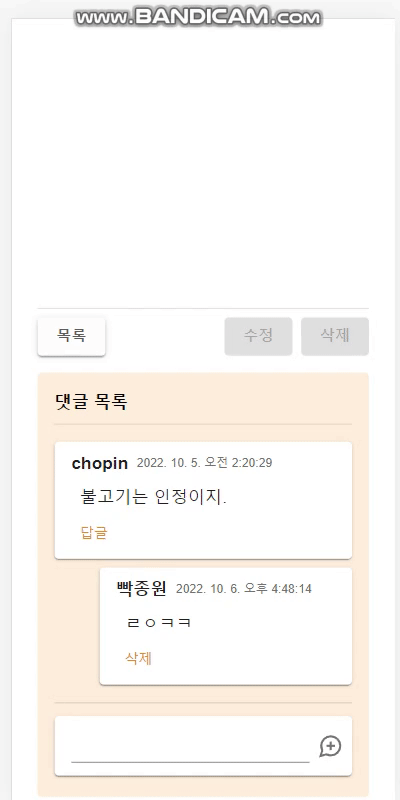 www.BANDICAM.com
목록 수정 삭제
댓글 목록
chopin 2022. 10. 5. 오전 2:20:29
불고기는 인정이지.
답글
빡종원 2022. 10. 6. 오후 4:48:14
ㄹㅇㅋㅋ
삭제